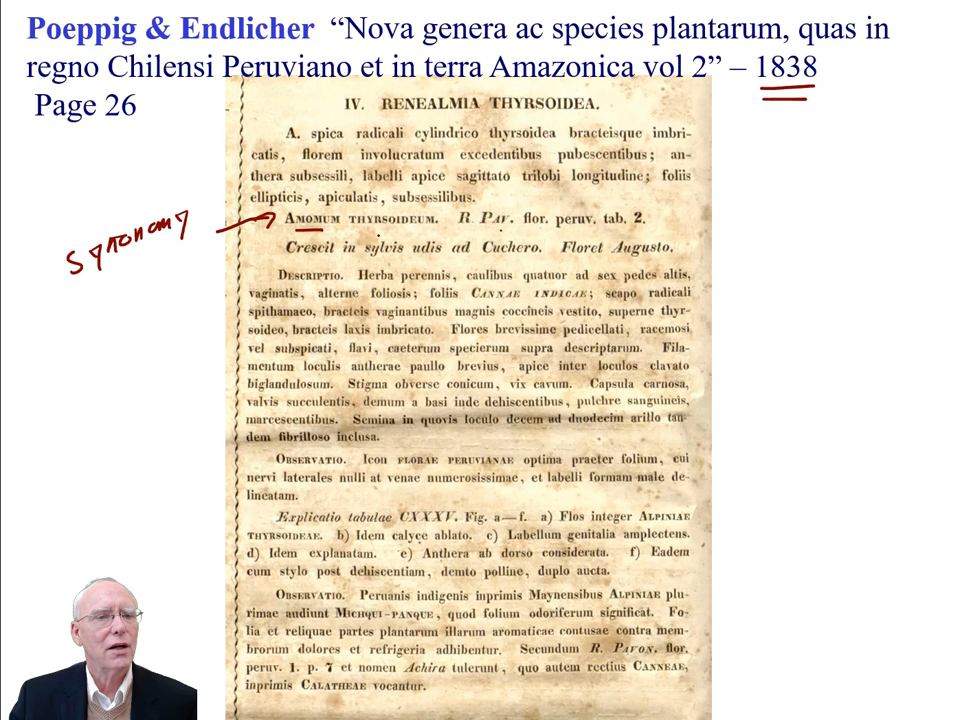 Poeppig & Endlicher “Nova genera ac species plantarum, quas in
regno Chilensi Peruviano et in terra Amazonica vol 2” – 1838
Page 26
IV. RENEALMIA THYRSOIDEA.
A. spica radicali cylindrico thyrsoidea bracteisque imbri-
catis, florem involucratum excedentibus pubescentibus; an-
thera subsessili, labelli apice sagittato trilobi longitudine; foliis
ellipticis, apiculatis, subsessilibus.
Synonomy
AMOMUM THYRSOIDEUM. R. PAV. flor. peruv. tab. 2.
Crescit in sylvis udis ad Cuchero. Floret Augusto.
DESCRIPTIO. Herba perennis, caulibus quatuor ad sex pedes altis,
vaginatis, alterne foliosis; foliis CANNAE INDICAE; scapo radicali
spithamaeo, bracteis vaginantibus magnis coccineis vestito, superne thyr-
soideo, bracteis laxis imbricato. Flores brevissime pedicellati, racemosi
vel subspicati, flavi, caeterum specierum supra descriptarum. Fila-
mentum loculis antherae paullo brevius, apice inter loculos clavato
biglandulosum. Stigma obverse conicum, vix cavum. Capsula carnosa,
valvis succulentis, demum a basi inde dehiscentibus, pulchre sanguineis,
marcescentibus. Semina in quovis loculo decem ad duodecim arillo tan-
dem fibrilloso inclusa.
OBSERVATIO. Icon FLORAE PERUVIANAE optima praeter folium, cui
nervi laterales nulli at venae numerosissimae, et labelli formam male de-
lineatam.
Explicatio tabulae CXXXV. Fig. a—f. a) Flos integer ALPINIAE
THYRSOIDEAE. b) Idem calyce ablato. c) Labellum genitalia amplectens.
d) Idem explanatam. e) Anthera ab dorso considerata. f) Eadem
cum stylo post dehiscentiam, demto polline, duplo aucta.
OBSERVATIO. Peruanis indigenis inprimis Maynensibus ALPINIAE plu-
rimae audiunt MICHQUI-PANQUE, quod folium odoriferum significat. Fo-
lia et reliquae partes plantarum illarum aromaticae contusae contra mem-
brorum dolores et refrigeria adhibentur. Secundum R. PAVON. flor.
peruv. 1. p. 7 et nomen Achira tulerunt, quo autem rectius CANNEAE,
inprimis CALATHEAE vocantur.